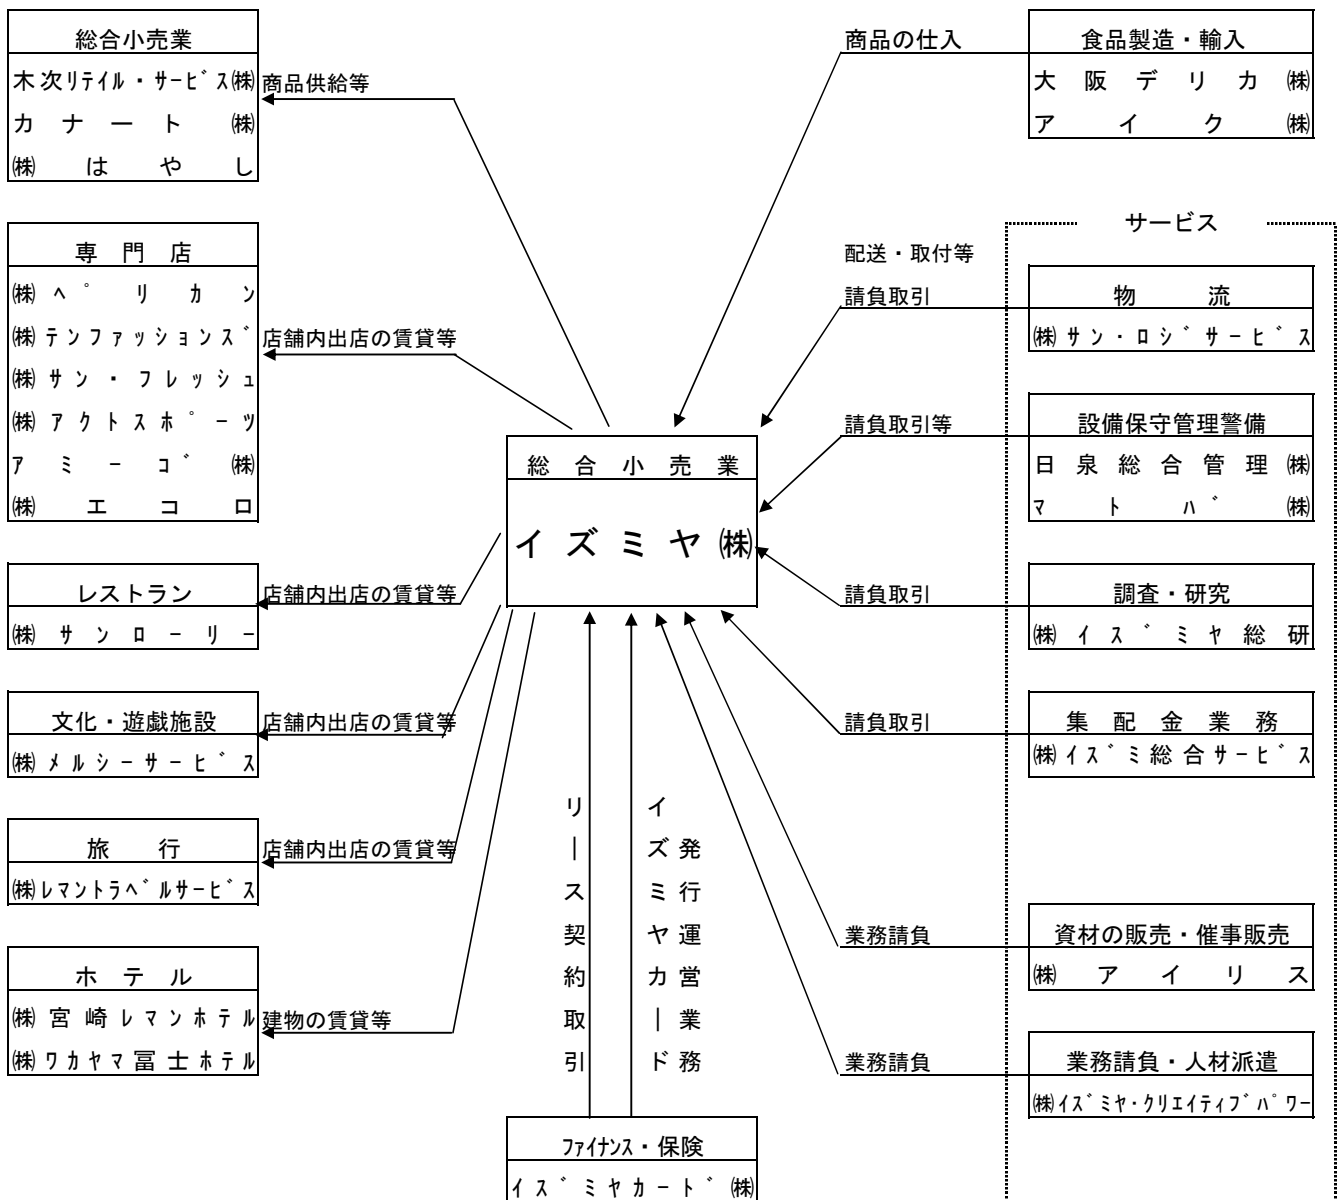 総合小売業
木次ﾘﾃｲﾙ・ｻｰﾋﾞｽ㈱
カナート㈱
㈱はやし
商品供給等
専門店
㈱ペリカン
㈱テンファッションズ
㈱サン・フレッシュ
㈱アクトスポーツ
アミーゴ㈱
㈱エコロ
店舗内出店の賃貸等
レストラン
㈱サンローリー
店舗内出店の賃貸等
文化・遊戯施設
㈱メルシーサービス
店舗内出店の賃貸等
旅行
㈱ﾚﾏﾝﾄﾗﾍﾞﾙｻｰﾋﾞｽ
店舗内出店の賃貸等
ホテル
㈱宮崎レマンホテル
㈱ワカヤマ冨士ホテル
建物の賃貸等
総合小売業
イズミヤ㈱
リース契約取引
イズミヤカード
発行運営業務
ﾌｧｲﾅﾝｽ・保険
イズミヤカード㈱
商品の仕入
食品製造・輸入
大阪デリカ㈱
アイク㈱
サービス
配送・取付等
請負取引
物流
㈱サン・ロジサービス
請負取引等
設備保守管理警備
日泉総合管理㈱
マトバ㈱
請負取引
調査・研究
㈱イズミヤ総研
請負取引
集配金業務
㈱イズミ総合サービス
業務請負
資材の販売・催事販売
㈱アイリス
業務請負
業務請負・人材派遣
㈱ｲｽﾞﾐﾔ・ｸﾘｴｲﾃｨﾌﾞﾊﾟﾜｰ